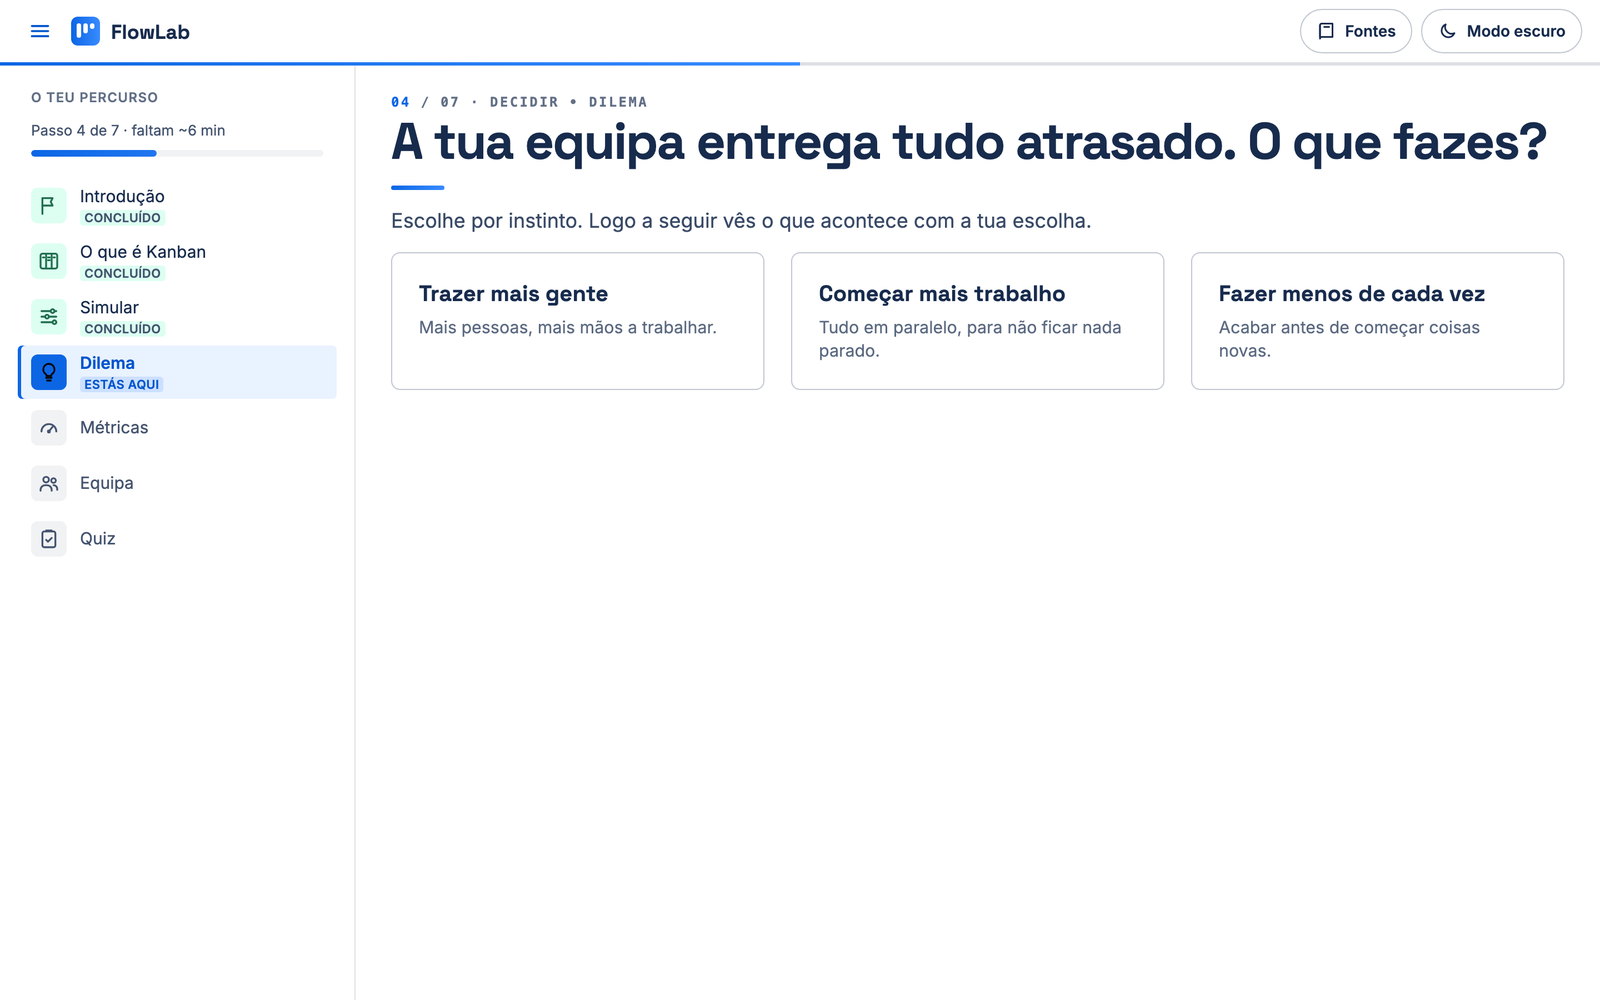 FlowLab
Fontes
Modo escuro
O TEU PERCURSO
Passo 4 de 7 · faltam ~6 min
Introdução
CONCLUÍDO
O que é Kanban
CONCLUÍDO
Simular
CONCLUÍDO
Dilema
ESTÁS AQUI
Métricas
Equipa
Quiz
04 / 07 · DECIDIR • DILEMA
A tua equipa entrega tudo atrasado. O que fazes?
Escolhe por instinto. Logo a seguir vês o que acontece com a tua escolha.
Trazer mais gente
Mais pessoas, mais mãos a trabalhar.
Começar mais trabalho
Tudo em paralelo, para não ficar nada
parado.
Fazer menos de cada vez
Acabar antes de começar coisas
novas.